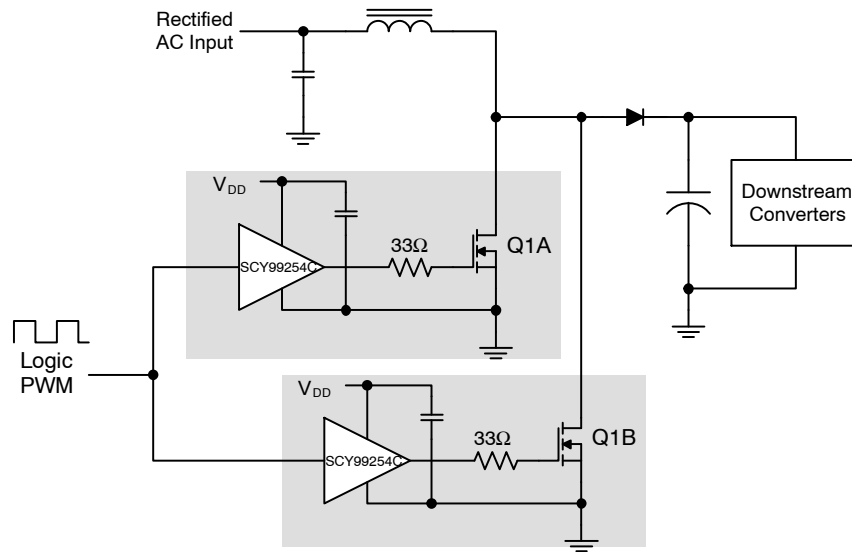 Rectified
AC Input
V_DD
SCY99254C
33Ω
Q1A
Downstream
Converters
Logic
PWM
V_DD
SCY99254C
33Ω
Q1B